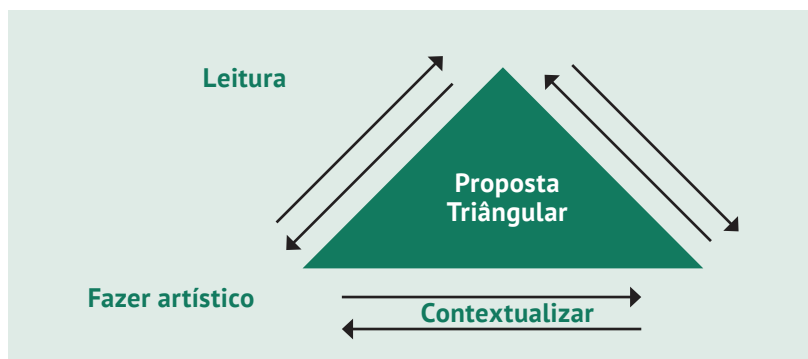 Leitura
Proposta
Triângular
Fazer artístico
Contextualizar